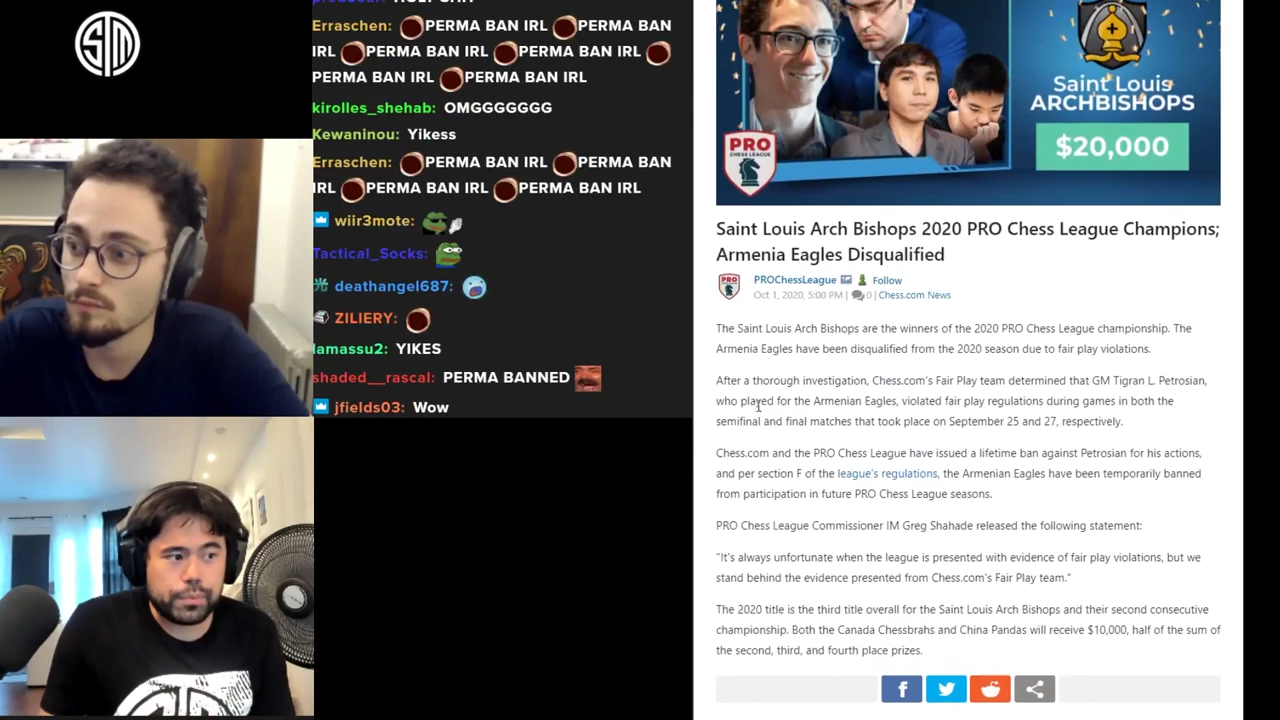 TSM
Erraschen: PERMA BAN IRL PERMA BAN
IRL PERMA BAN IRL PERMA BAN IRL
PERMA BAN IRL PERMA BAN IRL
kirolles_shehab: OMGGGGGGG
Kewaninou: Yikess
Erraschen: PERMA BAN IRL PERMA BAN
IRL PERMA BAN IRL PERMA BAN IRL
wiir3mote:
Tactical_Socks:
deathangel687:
ZILIERY:
lamassu2: YIKES
shaded__rascal: PERMA BANNED
jfields03: Wow
PRO
CHESS LEAGUE
Saint Louis
ARCHBISHOPS
$20,000
Saint Louis Arch Bishops 2020 PRO Chess League Champions;
Armenia Eagles Disqualified
PRO
PROChessLeague Follow
Oct 1, 2020, 5:00 PM | 0 | Chess.com News
The Saint Louis Arch Bishops are the winners of the 2020 PRO Chess League championship. The
Armenia Eagles have been disqualified from the 2020 season due to fair play violations.
After a thorough investigation, Chess.com's Fair Play team determined that GM Tigran L. Petrosian,
who played for the Armenian Eagles, violated fair play regulations during games in both the
semifinal and final matches that took place on September 25 and 27, respectively.
Chess.com and the PRO Chess League have issued a lifetime ban against Petrosian for his actions,
and per section F of the league's regulations, the Armenian Eagles have been temporarily banned
from participation in future PRO Chess League seasons.
PRO Chess League Commissioner IM Greg Shahade released the following statement:
"It's always unfortunate when the league is presented with evidence of fair play violations, but we
stand behind the evidence presented from Chess.com's Fair Play team."
The 2020 title is the third title overall for the Saint Louis Arch Bishops and their second consecutive
championship. Both the Canada Chessbrahs and China Pandas will receive $10,000, half of the sum of
the second, third, and fourth place prizes.